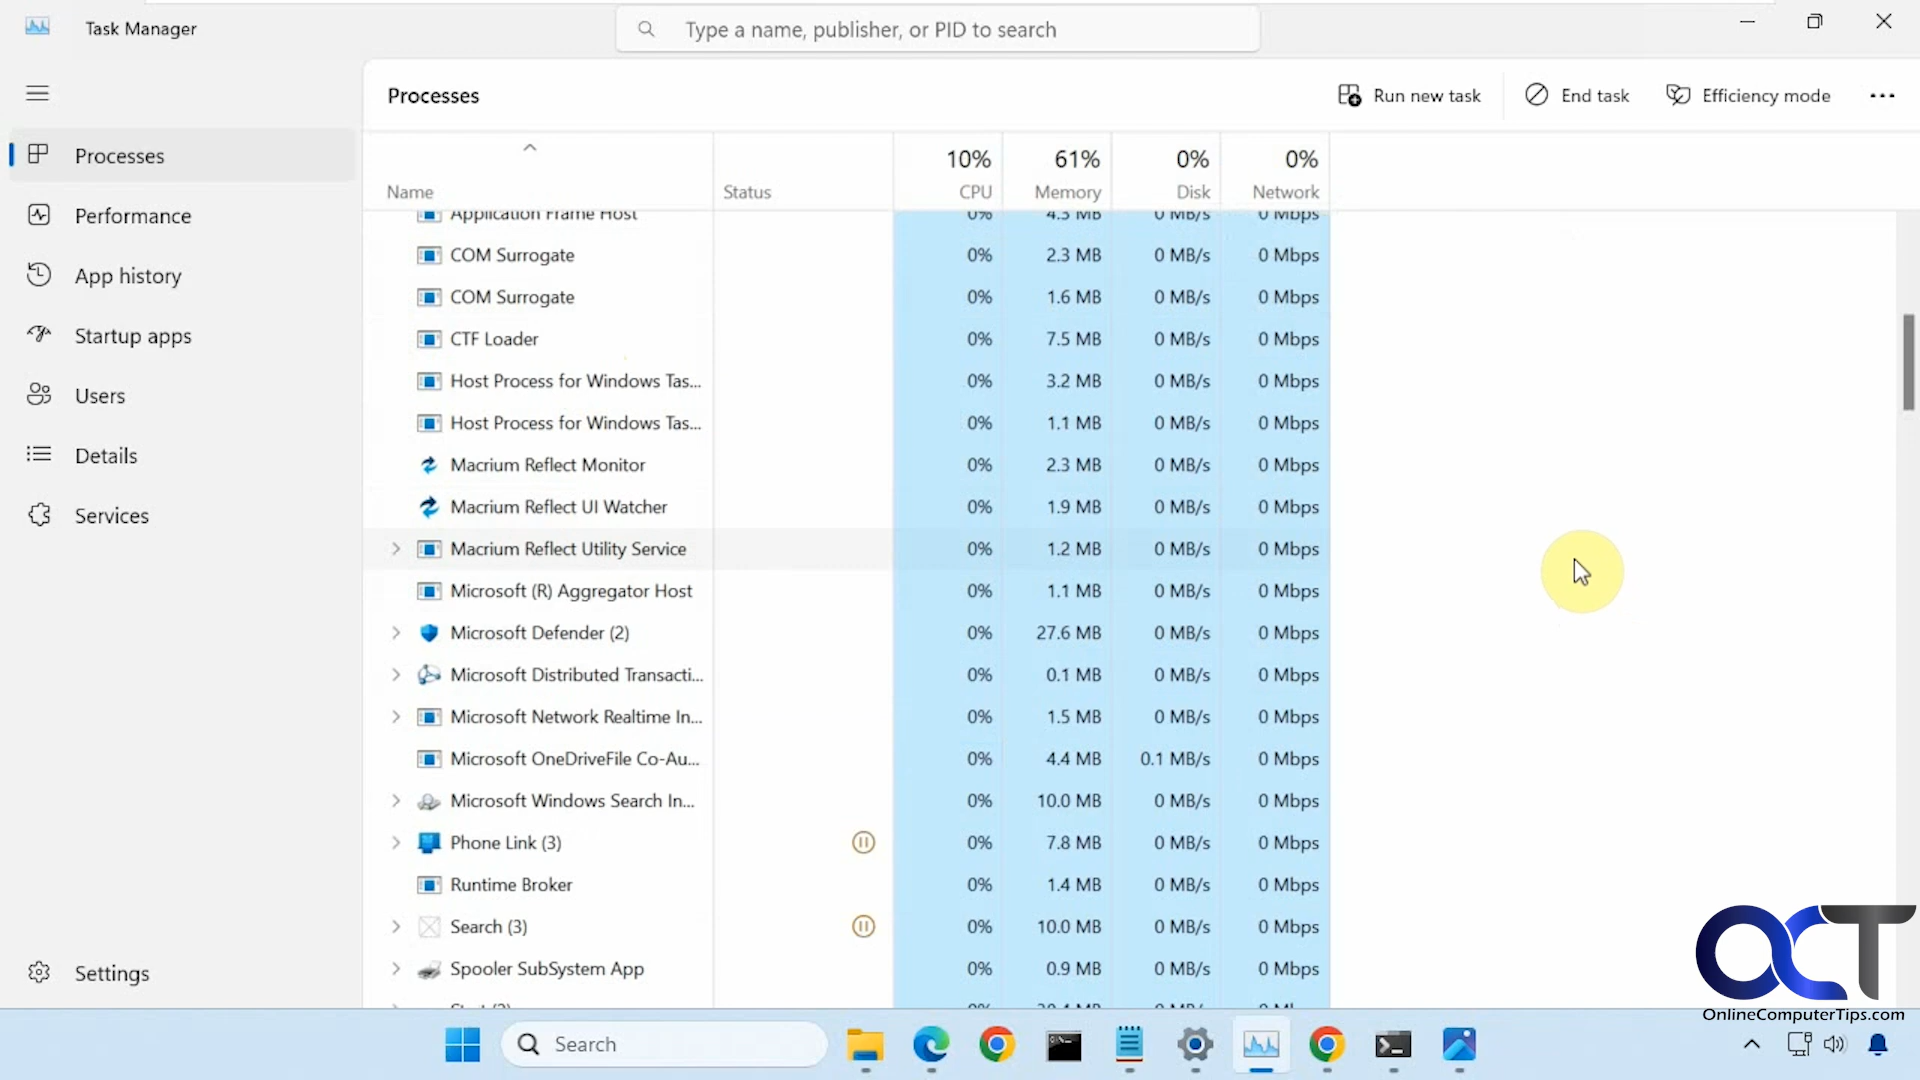 Task Manager
Type a name, publisher, or PID to search
Processes
Run new task
End task
Efficiency mode
Processes
Performance
App history
Startup apps
Users
Details
Services
Settings
10% 61% 0% 0%
Name Status CPU Memory Disk Network
Application Frame Host 0% 4.3 MB 0 MB/s 0 Mbps
COM Surrogate 0% 2.3 MB 0 MB/s 0 Mbps
COM Surrogate 0% 1.6 MB 0 MB/s 0 Mbps
CTF Loader 0% 7.5 MB 0 MB/s 0 Mbps
Host Process for Windows Tas... 0% 3.2 MB 0 MB/s 0 Mbps
Host Process for Windows Tas... 0% 1.1 MB 0 MB/s 0 Mbps
Macrium Reflect Monitor 0% 2.3 MB 0 MB/s 0 Mbps
Macrium Reflect UI Watcher 0% 1.9 MB 0 MB/s 0 Mbps
Macrium Reflect Utility Service 0% 1.2 MB 0 MB/s 0 Mbps
Microsoft (R) Aggregator Host 0% 1.1 MB 0 MB/s 0 Mbps
Microsoft Defender (2) 0% 27.6 MB 0 MB/s 0 Mbps
Microsoft Distributed Transacti... 0% 0.1 MB 0 MB/s 0 Mbps
Microsoft Network Realtime In... 0% 1.5 MB 0 MB/s 0 Mbps
Microsoft OneDriveFile Co-Au... 0% 4.4 MB 0.1 MB/s 0 Mbps
Microsoft Windows Search In... 0% 10.0 MB 0 MB/s 0 Mbps
Phone Link (3) 0% 7.8 MB 0 MB/s 0 Mbps
Runtime Broker 0% 1.4 MB 0 MB/s 0 Mbps
Search (3) 0% 10.0 MB 0 MB/s 0 Mbps
Spooler SubSystem App 0% 0.9 MB 0 MB/s 0 Mbps
OCT
OnlineComputerTips.com
Search